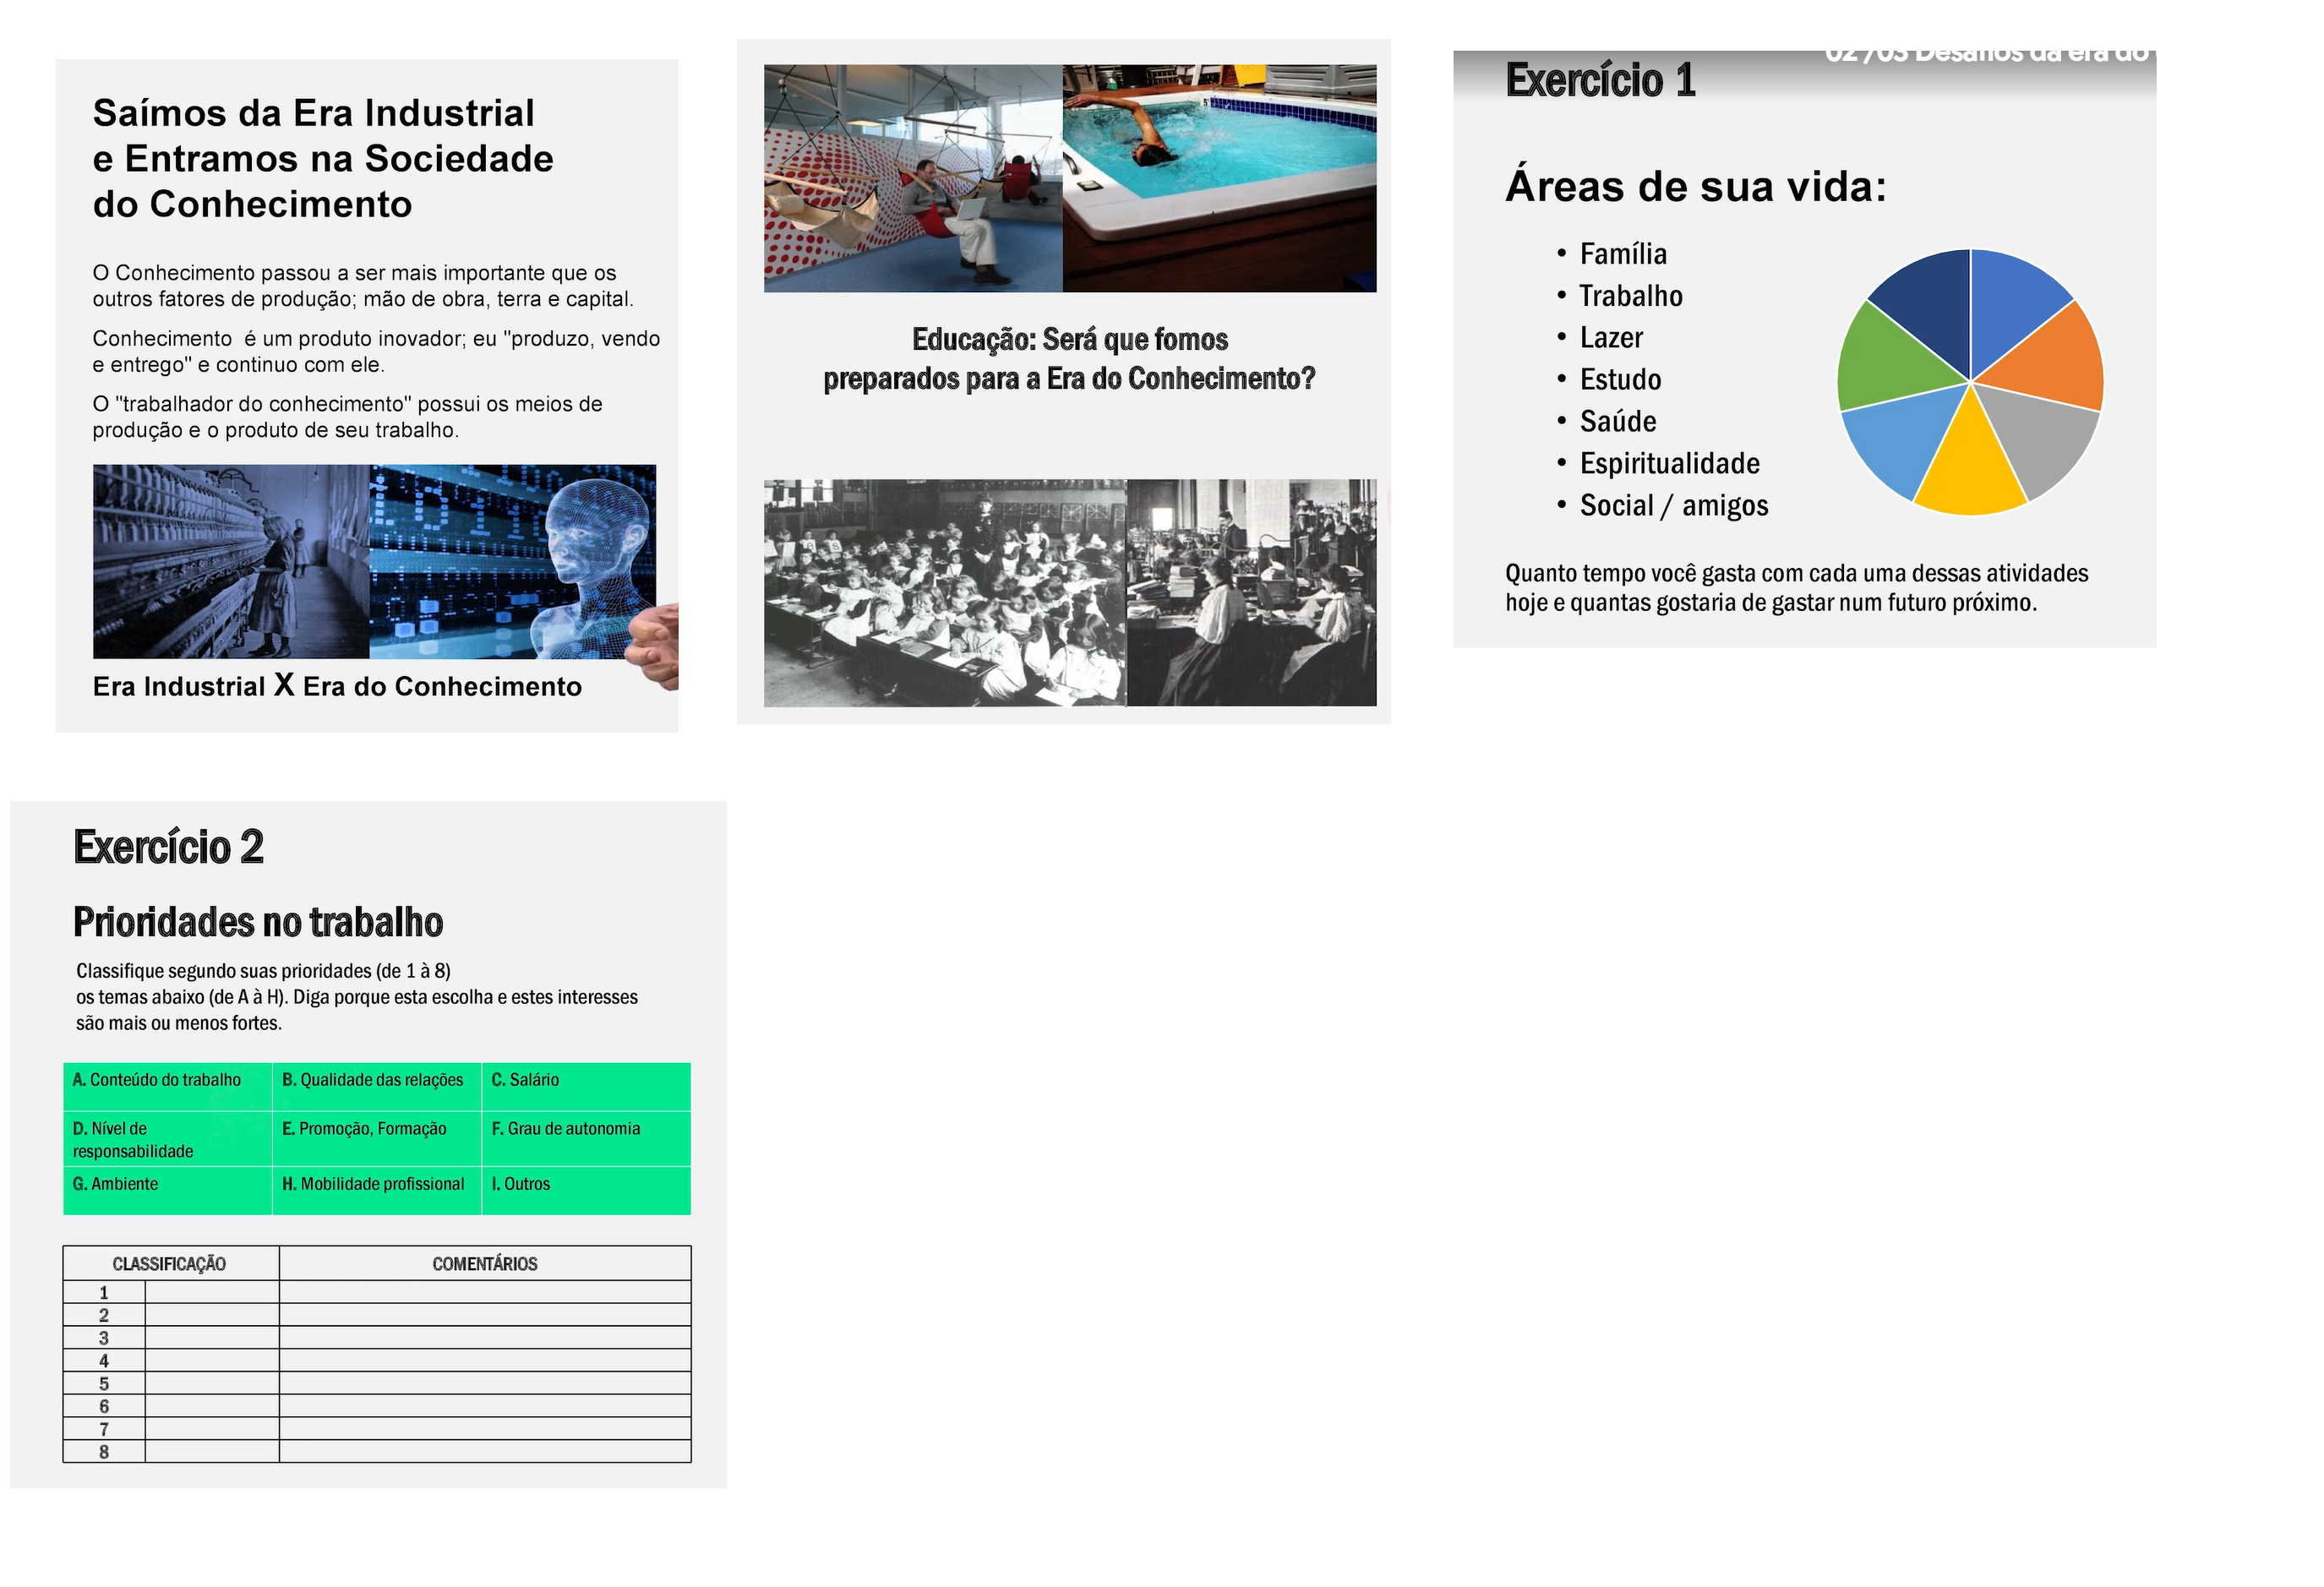 Saímos da Era Industrial
e Entramos na Sociedade
do Conhecimento
O Conhecimento passou a ser mais importante que os
outros fatores de produção; mão de obra, terra e capital.
Conhecimento é um produto inovador; eu "produzo, vendo
e entrego" e continuo com ele.
O "trabalhador do conhecimento" possui os meios de
produção e o produto de seu trabalho.
Era Industrial X Era do Conhecimento
Educação: Será que fomos
preparados para a Era do Conhecimento?
02/03 Desafios da era do
Exercício 1
Áreas de sua vida:
• Família
• Trabalho
• Lazer
• Estudo
• Saúde
• Espiritualidade
• Social / amigos
Quanto tempo você gasta com cada uma dessas atividades
hoje e quantas gostaria de gastar num futuro próximo.
Exercício 2
Prioridades no trabalho
Classifique segundo suas prioridades (de 1 à 8)
os temas abaixo (de A à H). Diga porque esta escolha e estes interesses
são mais ou menos fortes.
A. Conteúdo do trabalho
B. Qualidade das relações
C. Salário
D. Nível de
responsabilidade
E. Promoção, Formação
F. Grau de autonomia
G. Ambiente
H. Mobilidade profissional
I. Outros
CLASSIFICAÇÃO
COMENTÁRIOS
1
2
3
4
5
6
7
8